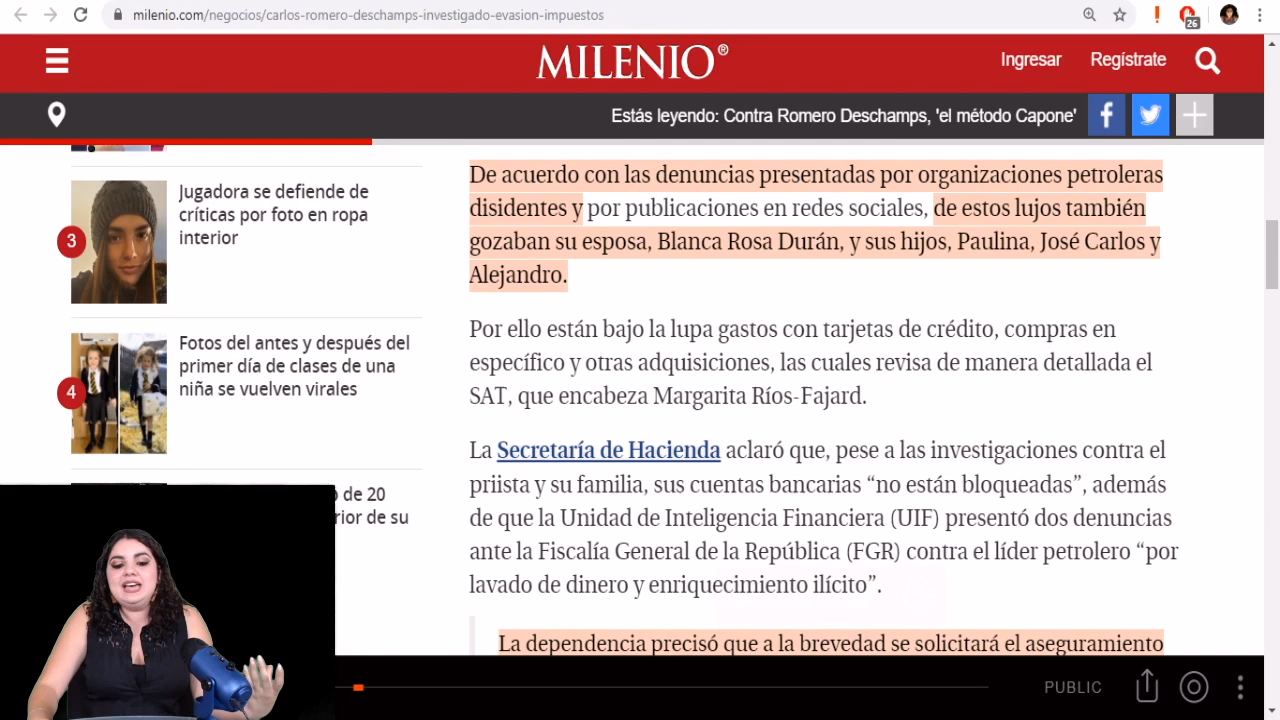 milenio.com/negocios/carlos-romero-deschamps-investigado-evasion-impuestos
26
MILENIO®
Ingresar
Regístrate
Estás leyendo: Contra Romero Deschamps, 'el método Capone'
3
Jugadora se defiende de
críticas por foto en ropa
interior
4
Fotos del antes y después del
primer día de clases de una
niña se vuelven virales
de 20
rior de su
De acuerdo con las denuncias presentadas por organizaciones petroleras
disidentes y por publicaciones en redes sociales, de estos lujos también
gozaban su esposa, Blanca Rosa Durán, y sus hijos, Paulina, José Carlos y
Alejandro.
Por ello están bajo la lupa gastos con tarjetas de crédito, compras en
específico y otras adquisiciones, las cuales revisa de manera detallada el
SAT, que encabeza Margarita Ríos-Fajard.
La Secretaría de Hacienda aclaró que, pese a las investigaciones contra el
priista y su familia, sus cuentas bancarias “no están bloqueadas”, además
de que la Unidad de Inteligencia Financiera (UIF) presentó dos denuncias
ante la Fiscalía General de la República (FGR) contra el líder petrolero “por
lavado de dinero y enriquecimiento ilícito”.
La dependencia precisó que a la brevedad se solicitará el aseguramiento
PUBLIC